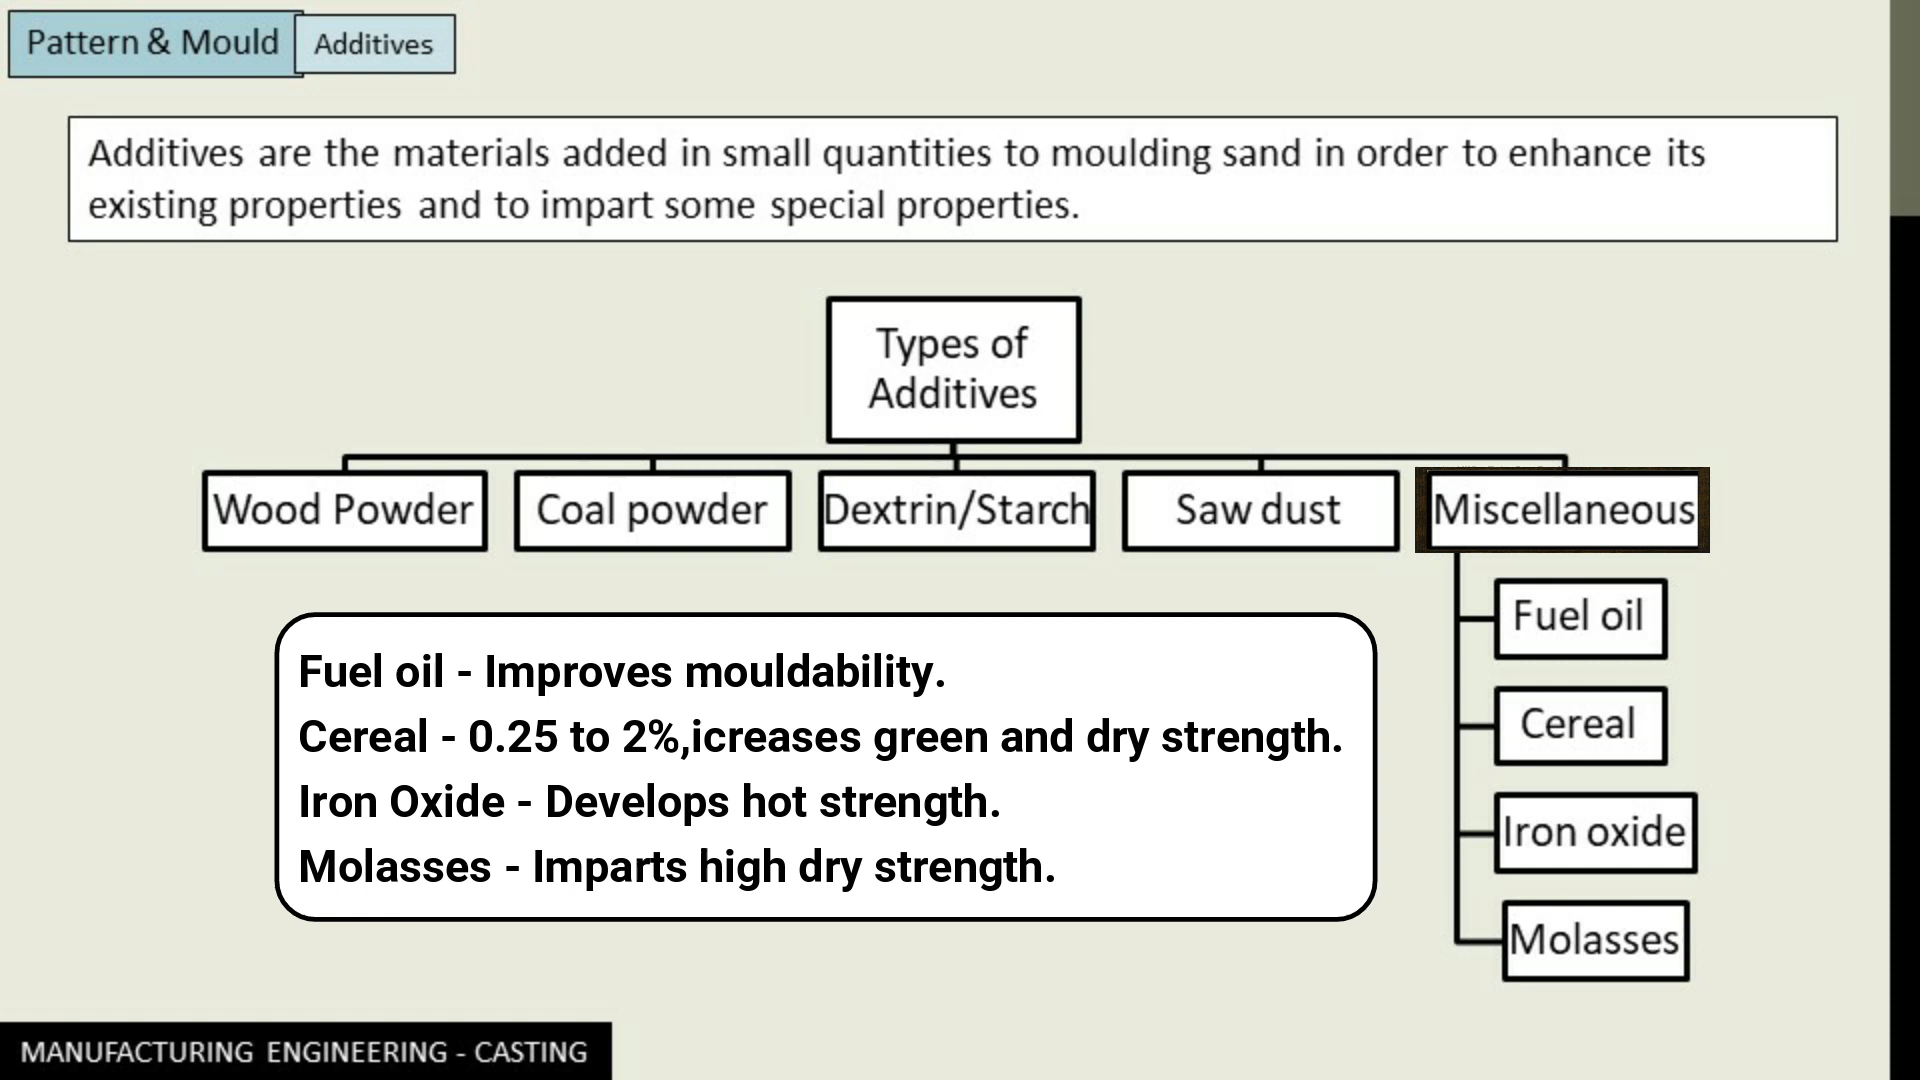 Pattern & Mould
Additives
Additives are the materials added in small quantities to moulding sand in order to enhance its
existing properties and to impart some special properties.
Types of
Additives
Wood Powder
Coal powder
Dextrin/Starch
Saw dust
Miscellaneous
Fuel oil
Cereal
Iron oxide
Molasses
Fuel oil - Improves mouldability.
Cereal - 0.25 to 2%,icreases green and dry strength.
Iron Oxide - Develops hot strength.
Molasses - Imparts high dry strength.
MANUFACTURING ENGINEERING - CASTING